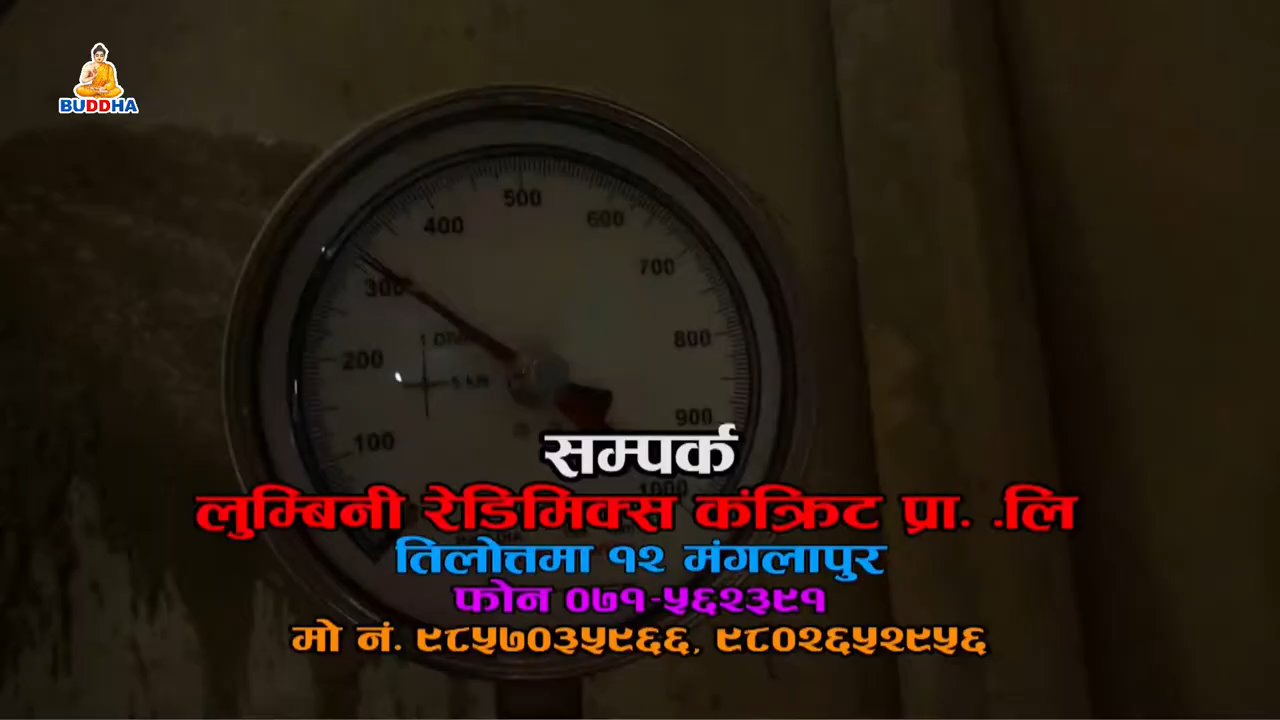 BUDDHA
500
400
600
300
700
200
800
100
900
1000
सम्पर्क
लुम्बिनी रेडिमिक्स कंक्रिट प्रा. .लि
तिलोत्तमा १२ मंगलापुर
फोन ०७१-५६२३९१
मो नं. ९८५७०३५९६६, ९८०२६५२९५६